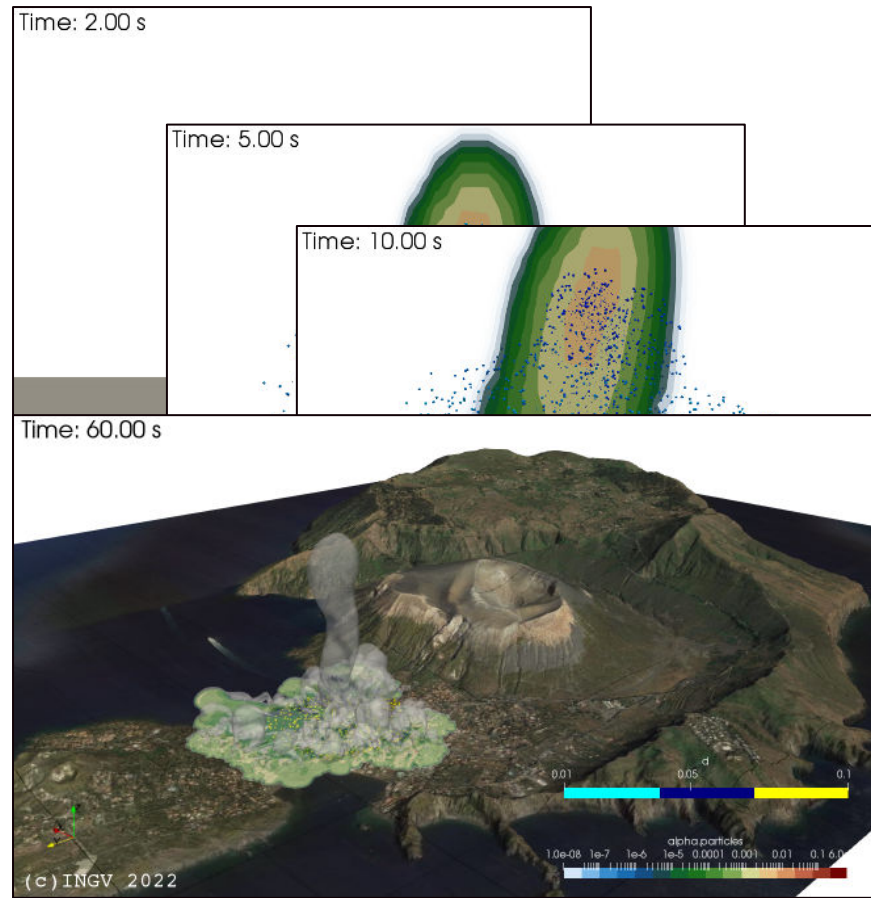 Time: 2.00 s
Time: 5.00 s
Time: 10.00 s
Time: 60.00 s
d
0.01 0.05 0.1
alpha.particles
1.0e-08 1e-7 1e-6 1e-5 0.0001 0.001 0.01 0.1 6.0
(c)INGV 2022